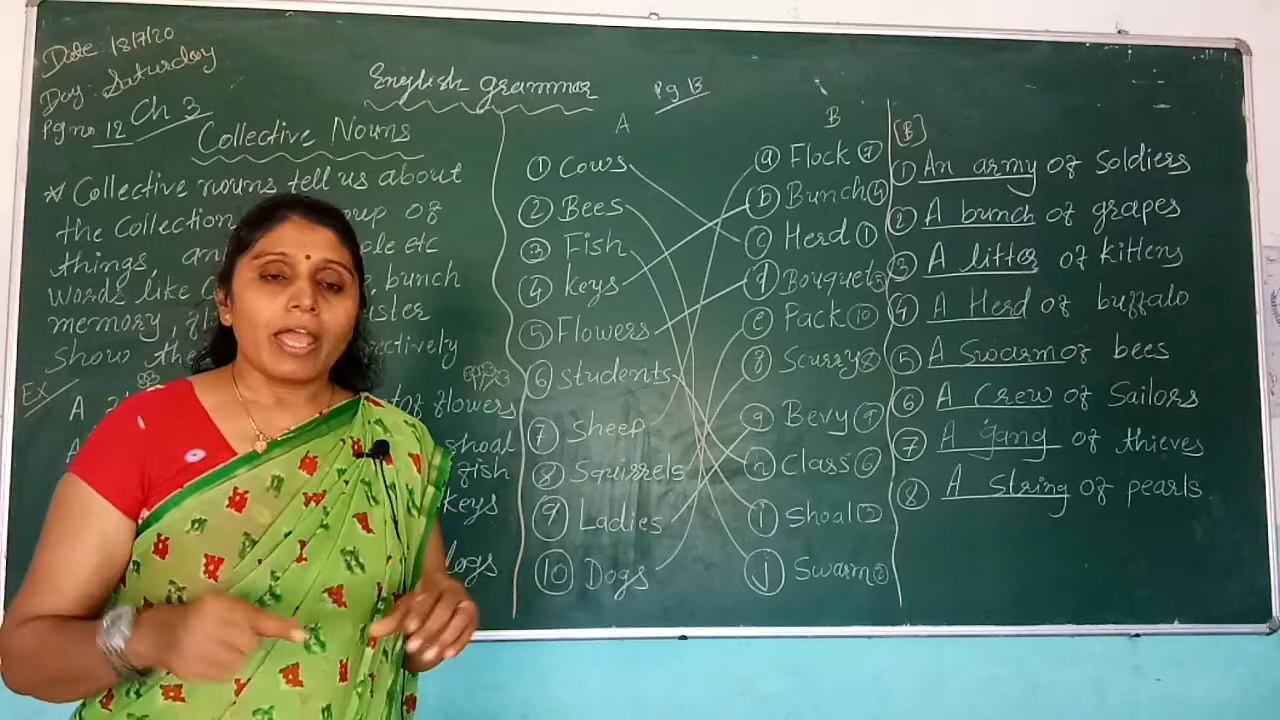 Date: 18/7/20
Day: Saturday
Pg no 12 Ch 3
English grammar
Pg 13
Collective Nouns
* Collective nouns tell us about
the Collection oup of
things, an le etc
words like bunch
memory, uster
show the ectively
Ex
A of flowers
shoal
fish
keys
dogs
A B
① Cows
② Bees
③ Fish
④ keys
⑤ Flowers
⑥ students
⑦ Sheep
⑧ Squirrels
⑨ Ladies
⑩ Dogs
ⓐ Flock ⑦
ⓑ Bunch ④
ⓒ Herd ①
ⓓ Bouquet ⑤
ⓔ Pack ⑩
ⓕ Scurry ⑧
ⓖ Bevy ⑨
ⓗ Class ⑥
ⓘ Shoal ③
ⓙ Swarm ②
[B]
① An army of soldiers
② A bunch of grapes
③ A litter of kittens
④ A Herd of buffalo
⑤ A Swarm of bees
⑥ A Crew of Sailors
⑦ A gang of thieves
⑧ A String of pearls